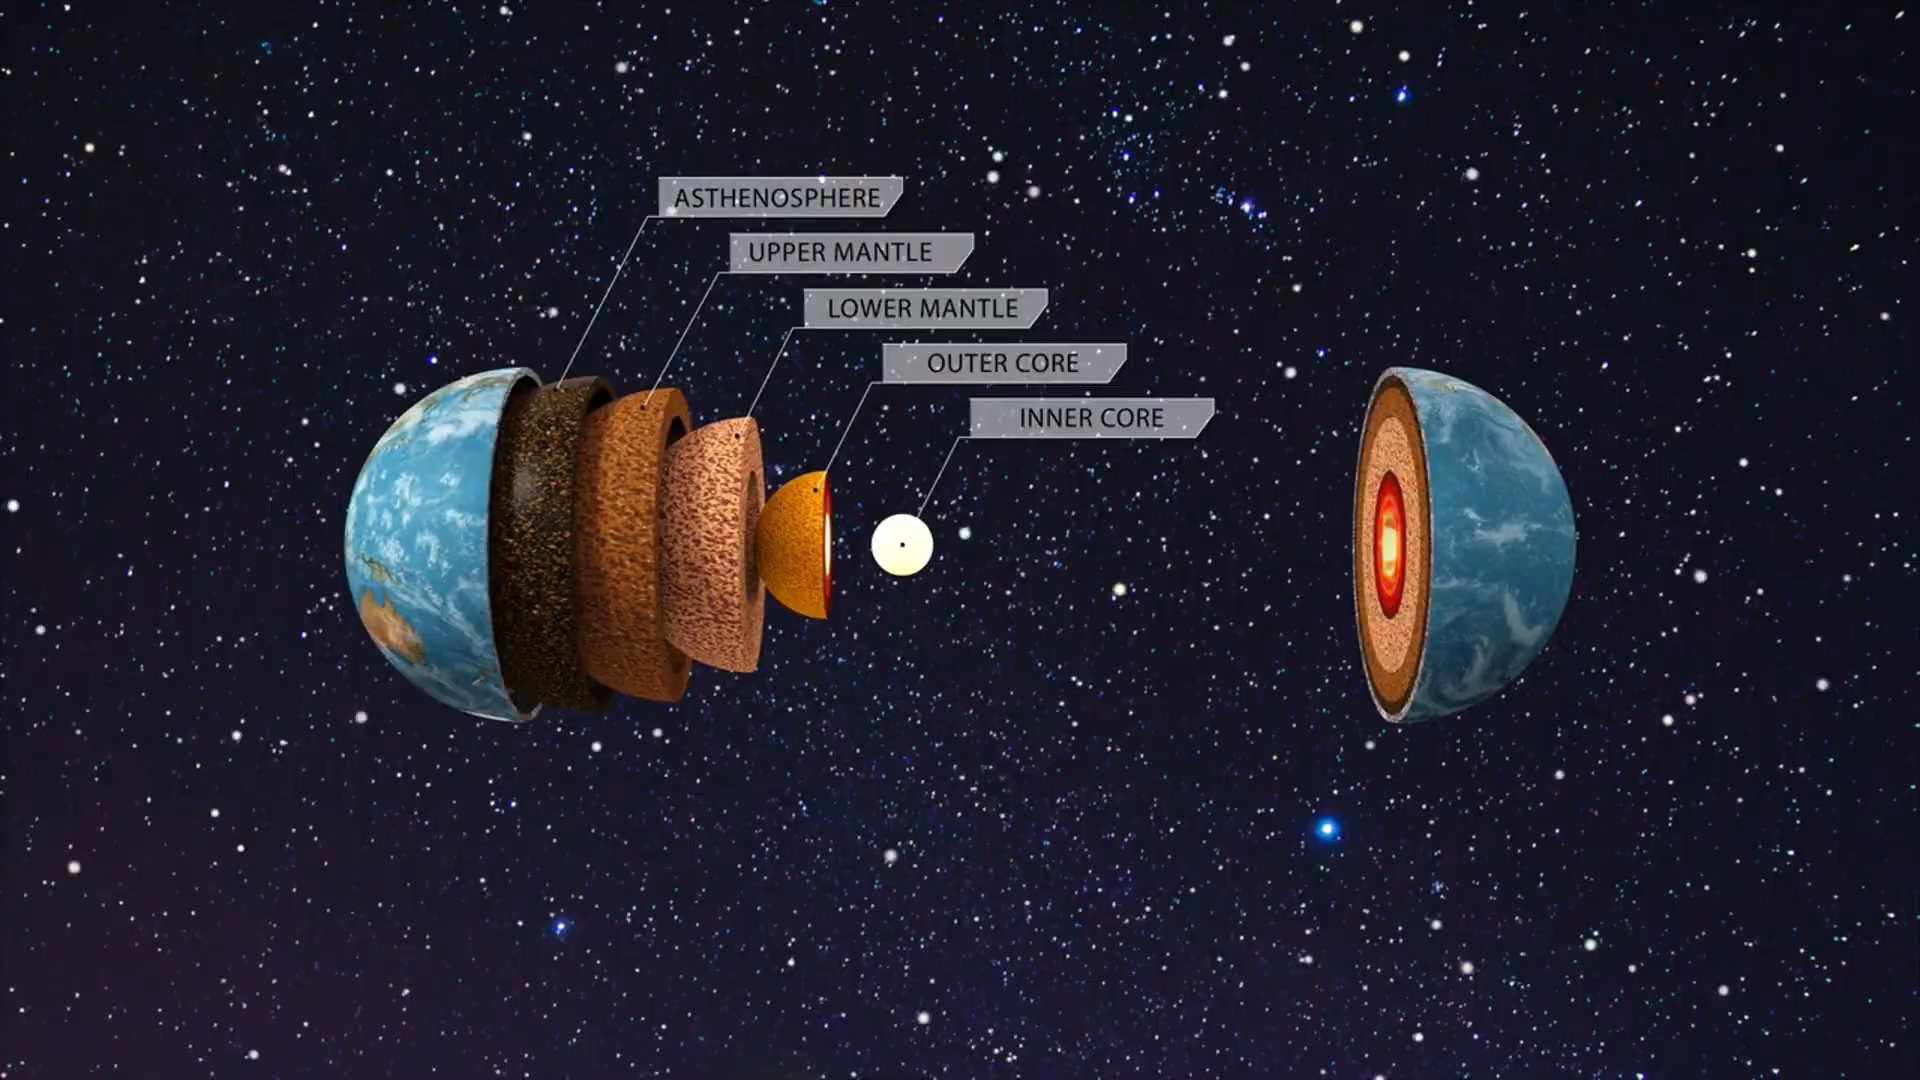 ASTHENOSPHERE
UPPER MANTLE
LOWER MANTLE
OUTER CORE
INNER CORE